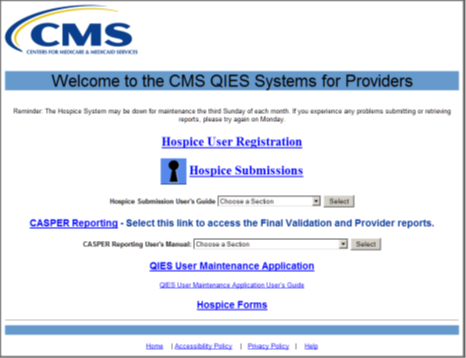 CMS
CENTERS FOR MEDICARE & MEDICAID SERVICES
Welcome to the CMS QIES Systems for Providers
Reminder: The Hospice System may be down for maintenance the third Sunday of each month. If you experience any problems submitting or retrieving
reports, please try again on Monday.
Hospice User Registration
Hospice Submissions
Hospice Submission User's Guide Choose a Section Select
CASPER Reporting - Select this link to access the Final Validation and Provider reports.
CASPER Reporting User's Manual: Choose a Section Select
QIES User Maintenance Application
QIES User Maintenance Application User's Guide
Hospice Forms
Home | Accessibility Policy | Privacy Policy | Help